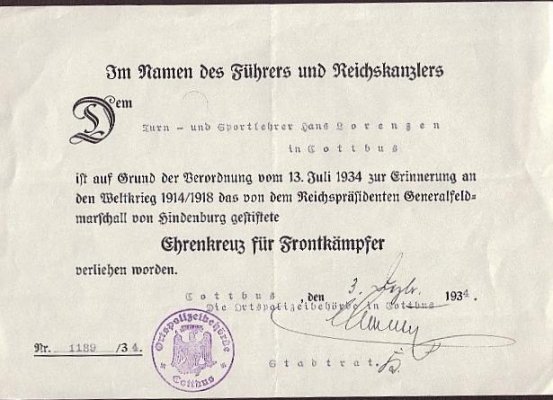 Im Namen des Führers und Reichskanzlers
Dem
Turn - und Sportlehrer Hans Lorenzen
in Cottbus
ist auf Grund der Verordnung vom 13. Juli 1934 zur Erinnerung an
den Weltkrieg 1914/1918 das von dem Reichspräsidenten Generalfeld-
marschall von Hindenburg gestiftete
Ehrenkreuz für Frontkämpfer
verliehen worden.
Cottbus, den 3. Dezbr. 1934.
Die Ortspolizeibehörde in Cottbus
Nr. 1189 /34.
Ortspolizeibehörde
Cottbus
Stadtrat.